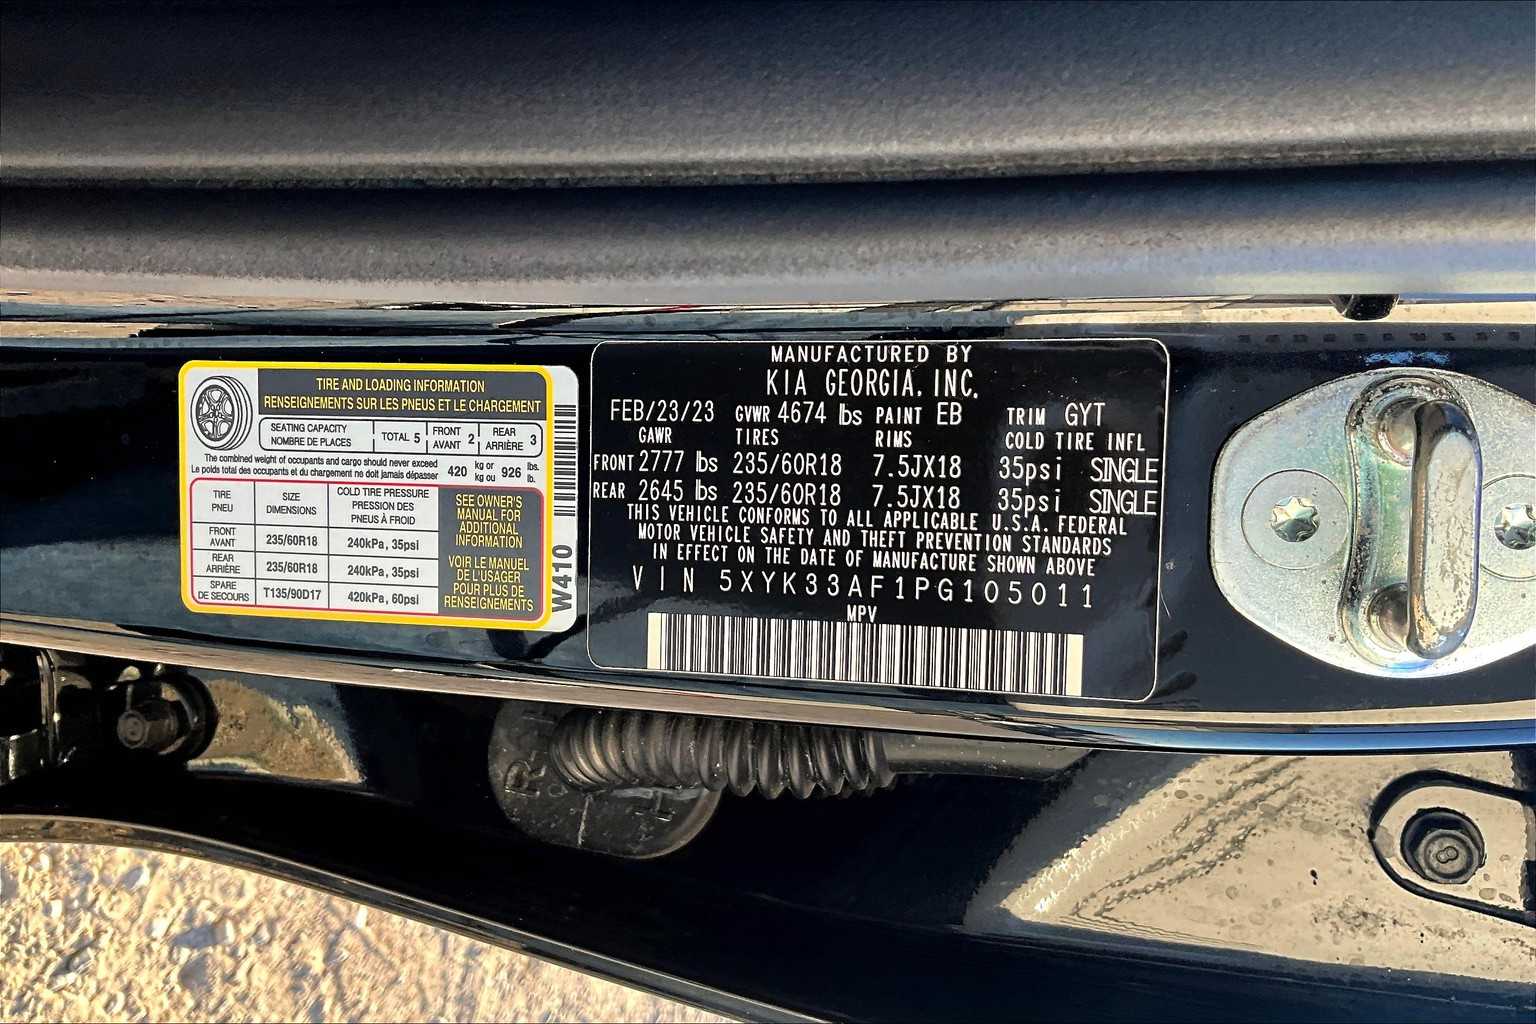 TIRE AND LOADING INFORMATION
RENSEIGNEMENTS SUR LES PNEUS ET LE CHARGEMENT
SEATING CAPACITY
NOMBRE DE PLACES
TOTAL 5
FRONT
AVANT 2
REAR
ARRIÈRE 3
The combined weight of occupants and cargo should never exceed
Le poids total des occupants et du chargement ne doit jamais dépasser
420 kg or
kg ou 926 lbs.
lb.
TIRE
PNEU
SIZE
DIMENSIONS
COLD TIRE PRESSURE
PRESSION DES
PNEUS À FROID
FRONT
AVANT
235/60R18
240kPa, 35psi
REAR
ARRIÈRE
235/60R18
240kPa, 35psi
SPARE
DE SECOURS
T135/90D17
420kPa, 60psi
SEE OWNER'S
MANUAL FOR
ADDITIONAL
INFORMATION
VOIR LE MANUEL
DE L'USAGER
POUR PLUS DE
RENSEIGNEMENTS
W410
MANUFACTURED BY
KIA GEORGIA, INC.
FEB/23/23 GVWR 4674 lbs PAINT EB TRIM GYT
GAWR TIRES RIMS COLD TIRE INFL
FRONT 2777 lbs 235/60R18 7.5JX18 35psi SINGLE
REAR 2645 lbs 235/60R18 7.5JX18 35psi SINGLE
THIS VEHICLE CONFORMS TO ALL APPLICABLE U.S.A. FEDERAL
MOTOR VEHICLE SAFETY AND THEFT PREVENTION STANDARDS
IN EFFECT ON THE DATE OF MANUFACTURE SHOWN ABOVE
VIN 5XYK33AF1PG105011
MPV
8